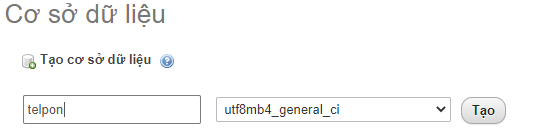 Cơ sở dữ liệu
Tạo cơ sở dữ liệu
telpon utf8mb4_general_ci Tạo